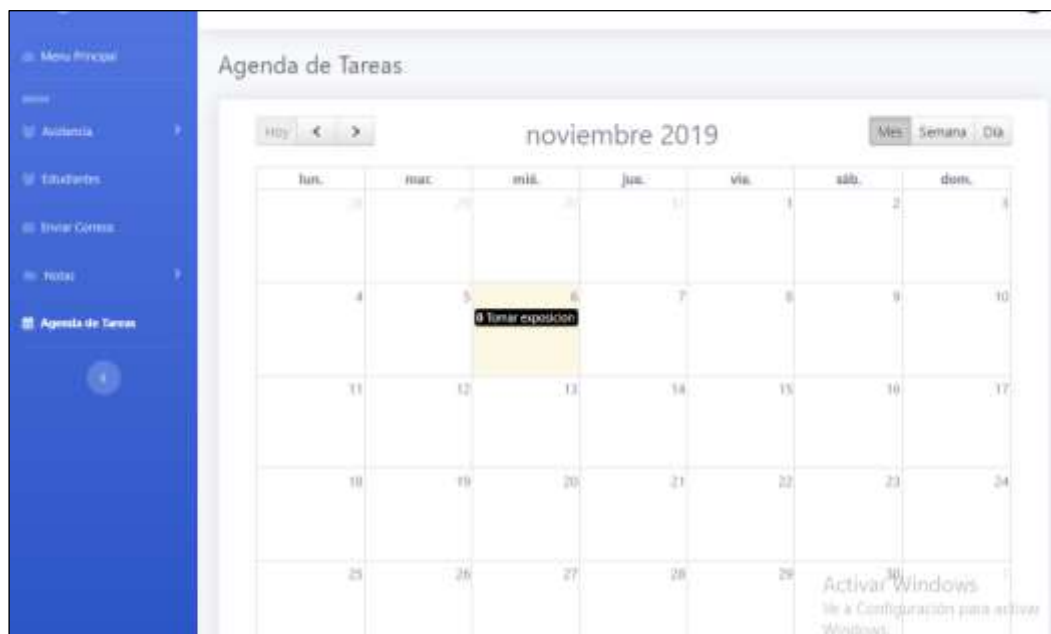 Menu Principal
Asistencia
Estudiantes
Enviar Correos
Notas
Agenda de Tareas
Agenda de Tareas
Hoy
noviembre 2019
Mes Semana Día
lun. mar. mié. jue. vie. sáb. dom.
28 29 30 31 1 2 3
4 5 6 7 8 9 10
0 Tomar exposicion
11 12 13 14 15 16 17
18 19 20 21 22 23 24
25 26 27 28 29 30
Activar Windows
Ve a Configuración para activar
Windows.